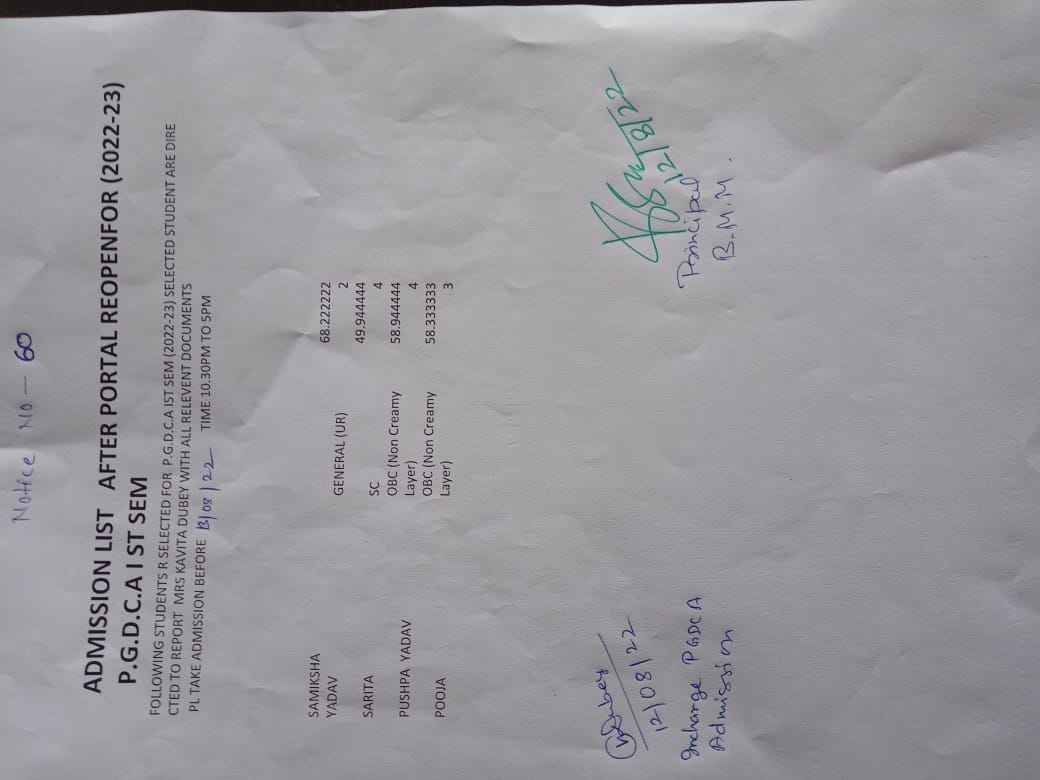 Notice No - 60
ADMISSION LIST AFTER PORTAL REOPENFOR (2022-23)
P.G.D.C.A I ST SEM
FOLLOWING STUDENTS R SELECTED FOR P.G.D.C.A IST SEM (2022-23) SELECTED STUDENT ARE DIRE
CTED TO REPORT MRS KAVITA DUBEY WITH ALL RELEVENT DOCUMENTS
PL TAKE ADMISSION BEFORE 13/08/22 TIME 10.30PM TO 5PM
SAMIKSHA 68.222222
YADAV GENERAL (UR) 2
49.944444
SARITA SC 4
OBC (Non Creamy 58.944444
PUSHPA YADAV Layer) 4
OBC (Non Creamy 58.333333
POOJA Layer) 3
Dubey
12/08/22
Incharge PGDCA
Admission
12/8/22
Principal
B.M.M.